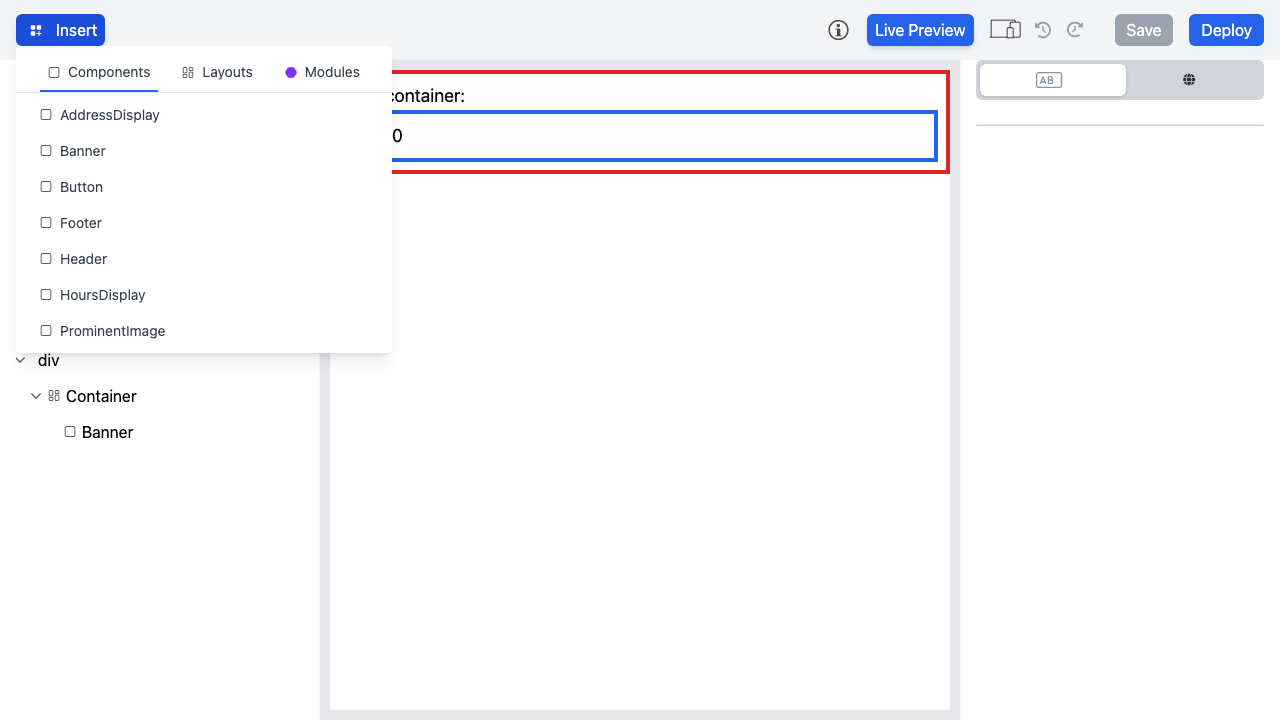 Insert
Live Preview
Save
Deploy
Components
Layouts
Modules
AddressDisplay
Banner
Button
Footer
Header
HoursDisplay
ProminentImage
container:
0
AB
div
Container
Banner